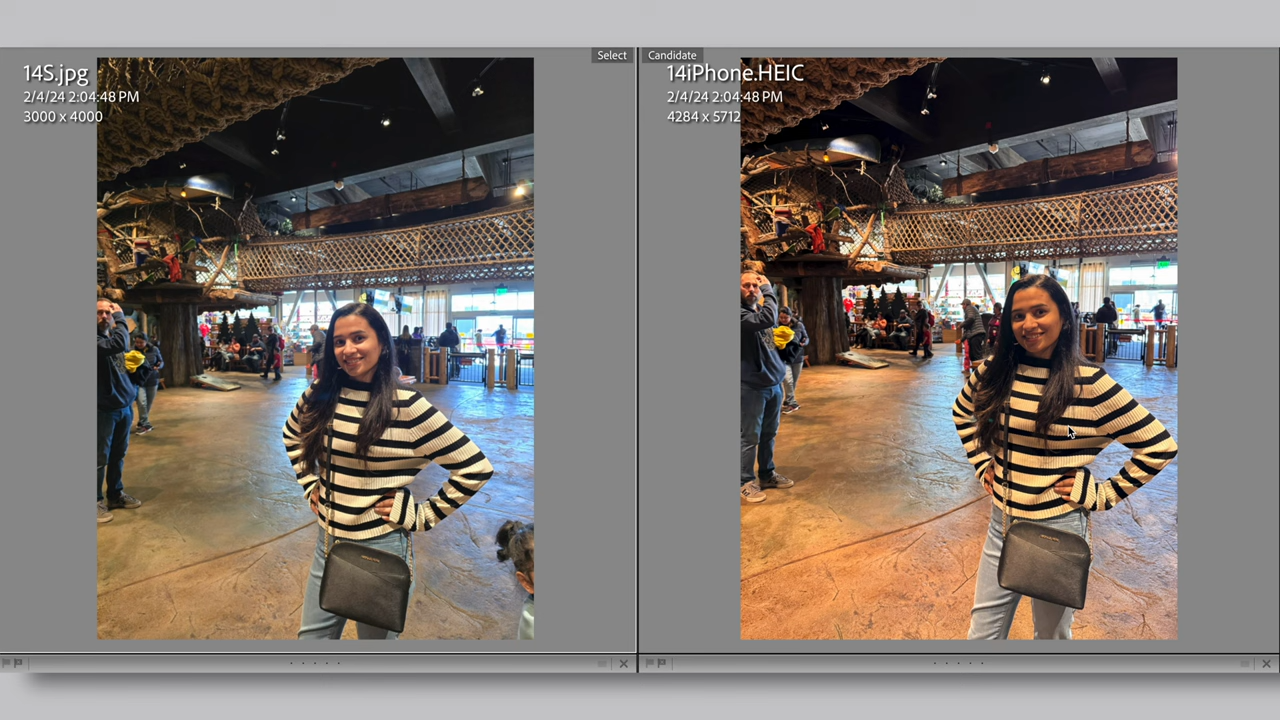 Select
14S.jpg
2/4/24 2:04:48 PM
3000 x 4000
Candidate
14iPhone.HEIC
2/4/24 2:04:48 PM
4284 x 5712